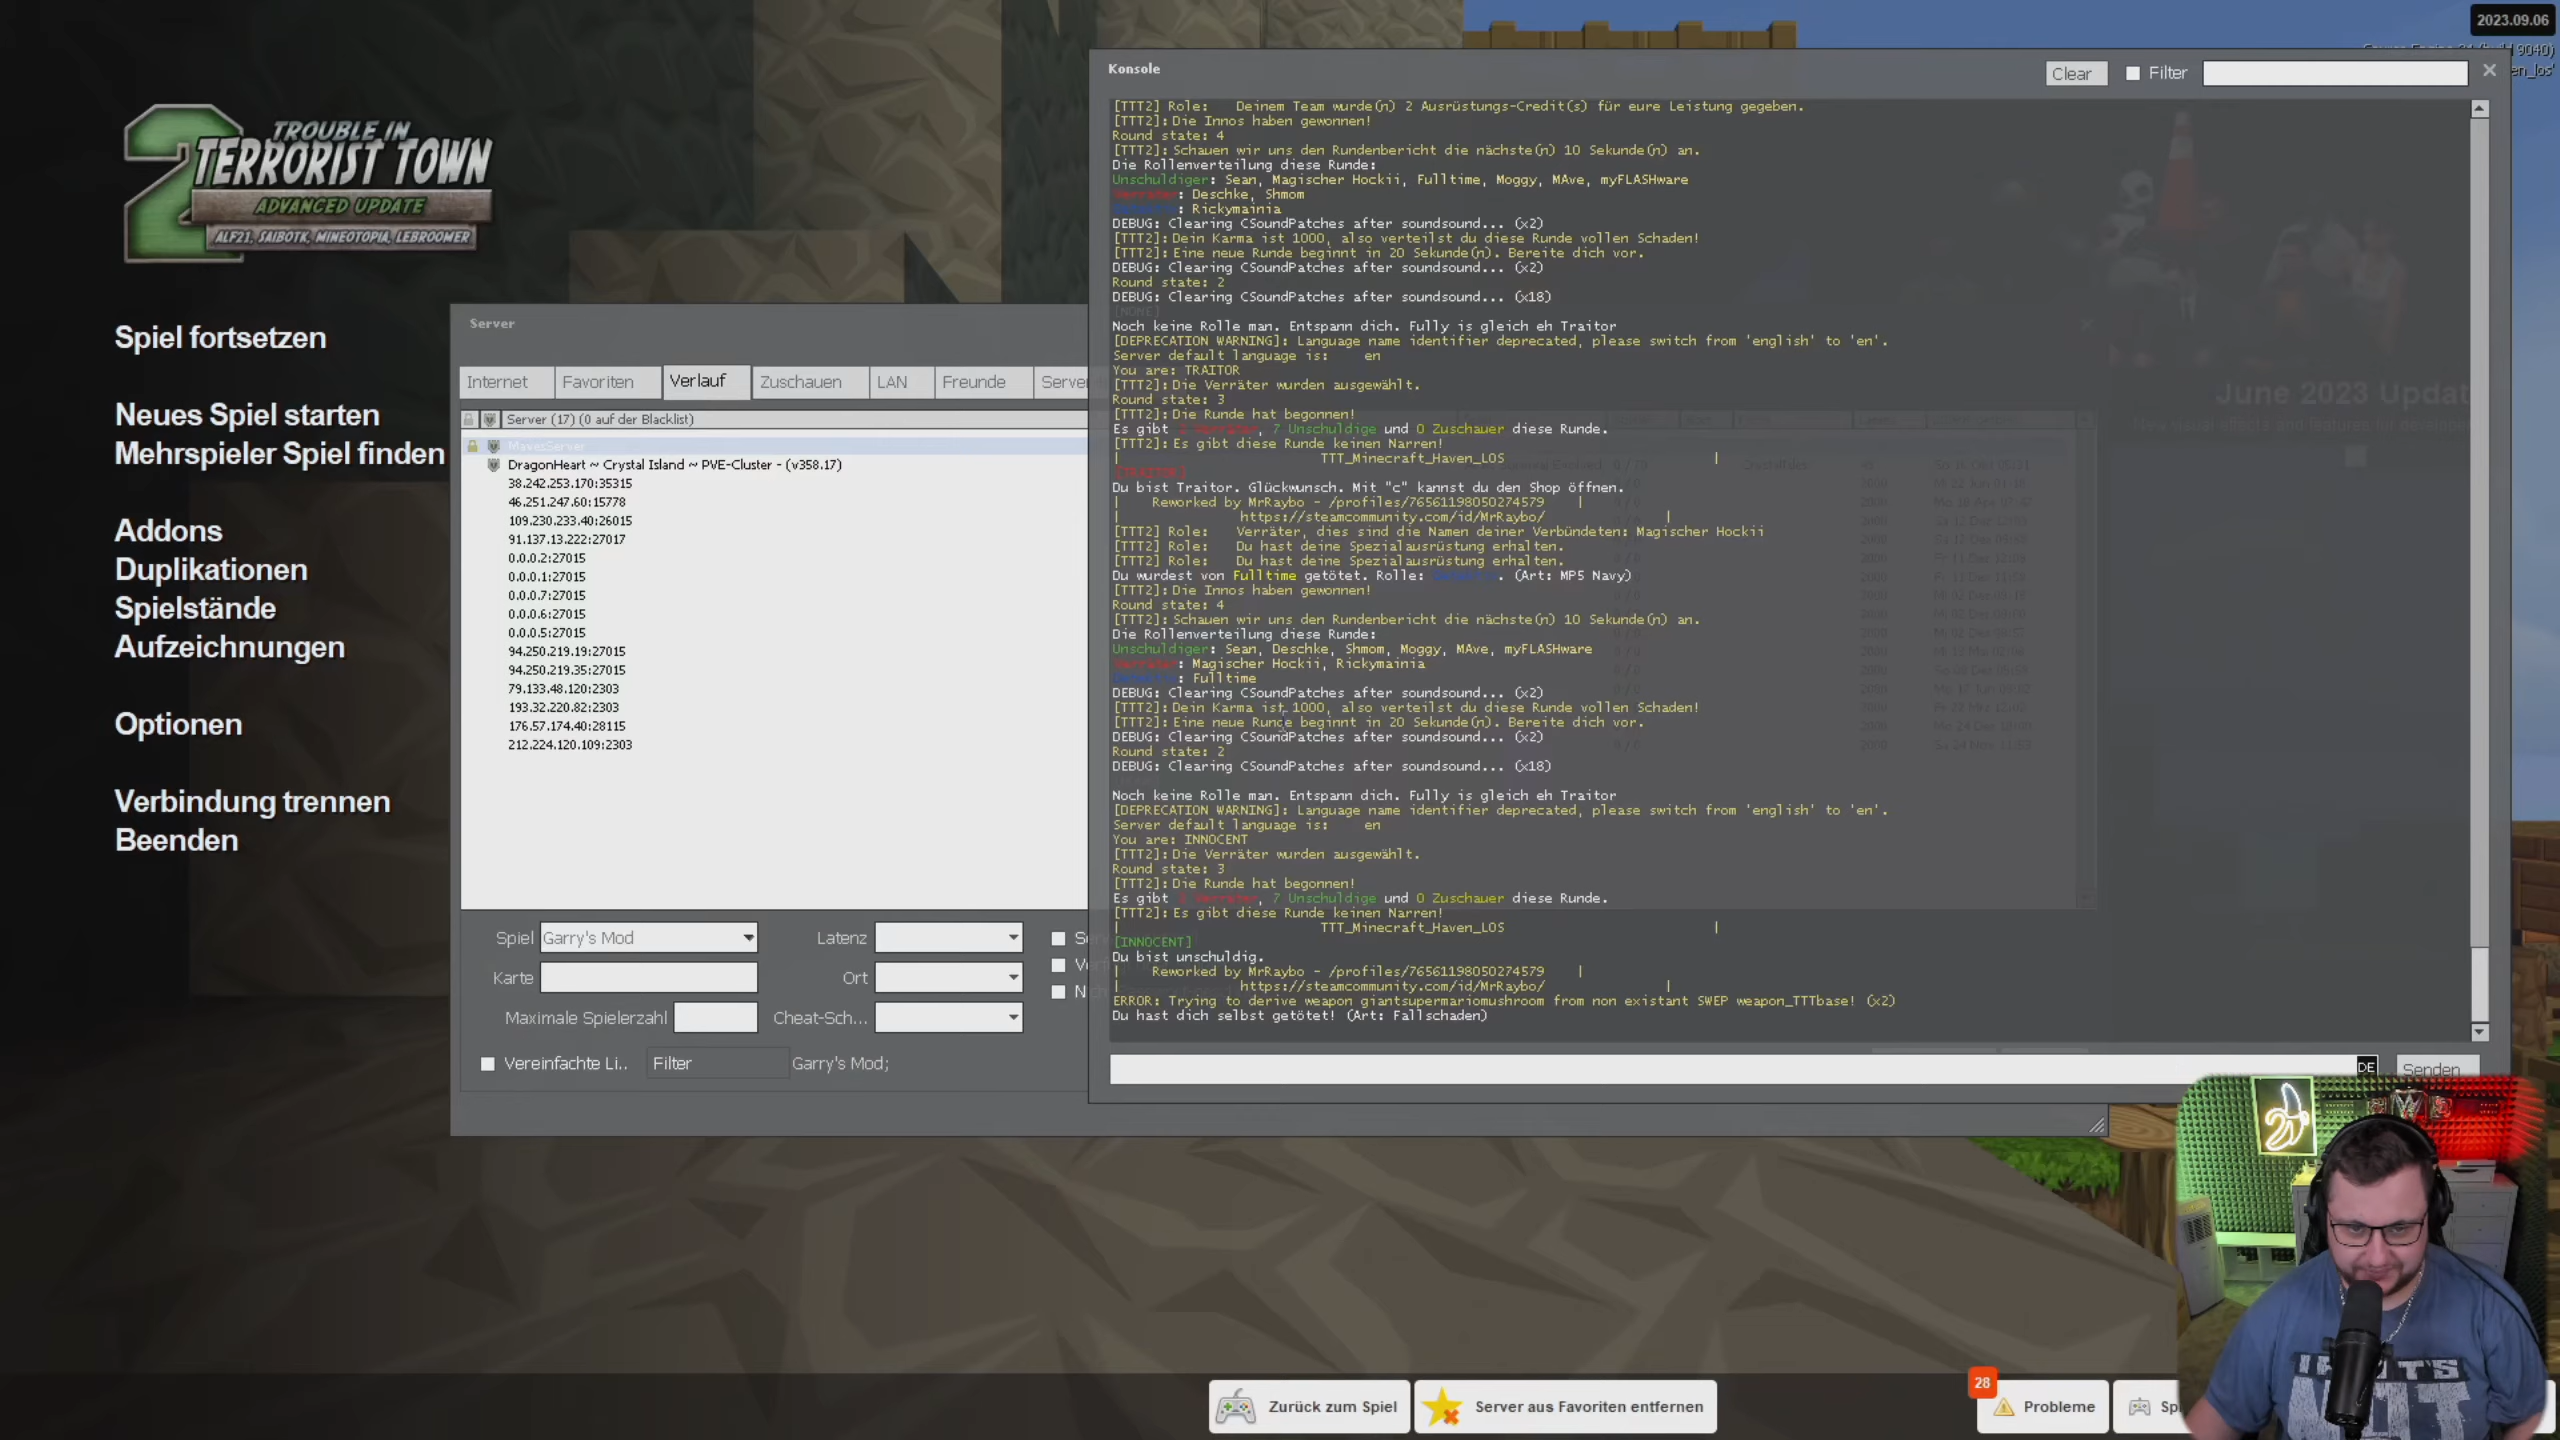 2023.09.06
9040)
en_los'
2
TROUBLE IN
TERRORIST TOWN
ADVANCED UPDATE
ALF21, SAIBOTK, MINEOTOPIA, LEBROOMER
Spiel fortsetzen
Neues Spiel starten
Mehrspieler Spiel finden
Addons
Duplikationen
Spielstände
Aufzeichnungen
Optionen
Verbindung trennen
Beenden
Server
Internet
Favoriten
Verlauf
Zuschauen
LAN
Freunde
Server
Server (17) (0 auf der Blacklist)
MavesServer
DragonHeart ~ Crystal Island ~ PVE-Cluster - (v358.17)
38.242.253.170:35315
46.251.247.60:15778
109.230.233.40:26015
91.137.13.222:27017
0.0.0.2:27015
0.0.0.1:27015
0.0.0.7:27015
0.0.0.6:27015
0.0.0.5:27015
94.250.219.19:27015
94.250.219.35:27015
79.133.48.120:2303
193.32.220.82:2303
176.57.174.40:28115
212.224.120.109:2303
Spiel
Garry's Mod
Latenz
Karte
Ort
Maximale Spielerzahl
Cheat-Sch...
Vereinfachte Li..
Filter
Garry's Mod;
Konsole
Clear
Filter
[TTT2] Role: Deinem Team wurde(n) 2 Ausrüstungs-Credit(s) für eure Leistung gegeben.
[TTT2]: Die Innos haben gewonnen!
Round state: 4
[TTT2]: Schauen wir uns den Rundenbericht die nächste(n) 10 Sekunde(n) an.
Die Rollenverteilung diese Runde:
Unschuldiger: Sean, Magischer Hockii, Fulltime, Moggy, MAve, myFLASHware
Verräter: Deschke, Shmom
: Rickymainia
DEBUG: Clearing CSoundPatches after soundsound... (x2)
[TTT2]: Dein Karma ist 1000, also verteilst du diese Runde vollen Schaden!
[TTT2]: Eine neue Runde beginnt in 20 Sekunde(n). Bereite dich vor.
DEBUG: Clearing CSoundPatches after soundsound... (x2)
Round state: 2
DEBUG: Clearing CSoundPatches after soundsound... (x18)
[NONE]
Noch keine Rolle man. Entspann dich. Fully is gleich eh Traitor
[DEPRECATION WARNING]: Language name identifier deprecated, please switch from 'english' to 'en'.
Server default language is: en
You are: TRAITOR
[TTT2]: Die Verräter wurden ausgewählt.
Round state: 3
[TTT2]: Die Runde hat begonnen!
Es gibt 2 Verräter, 7 Unschuldige und 0 Zuschauer diese Runde.
[TTT2]: Es gibt diese Runde keinen Narren!
| TTT_Minecraft_Haven_LOS |
[TRAITOR]
Du bist Traitor. Glückwunsch. Mit "c" kannst du den Shop öffnen.
| Reworked by MrRaybo - /profiles/76561198050274579 |
| https://steamcommunity.com/id/MrRaybo/ |
[TTT2] Role: Verräter, dies sind die Namen deiner Verbündeten: Magischer Hockii
[TTT2] Role: Du hast deine Spezialausrüstung erhalten.
[TTT2] Role: Du hast deine Spezialausrüstung erhalten.
Du wurdest von Fulltime getötet. Rolle: . (Art: MP5 Navy)
[TTT2]: Die Innos haben gewonnen!
Round state: 4
[TTT2]: Schauen wir uns den Rundenbericht die nächste(n) 10 Sekunde(n) an.
Die Rollenverteilung diese Runde:
Unschuldiger: Sean, Deschke, Shmom, Moggy, MAve, myFLASHware
Verräter: Magischer Hockii, Rickymainia
: Fulltime
DEBUG: Clearing CSoundPatches after soundsound... (x2)
[TTT2]: Dein Karma ist 1000, also verteilst du diese Runde vollen Schaden!
[TTT2]: Eine neue Runde beginnt in 20 Sekunde(n). Bereite dich vor.
DEBUG: Clearing CSoundPatches after soundsound... (x2)
Round state: 2
DEBUG: Clearing CSoundPatches after soundsound... (x18)
Noch keine Rolle man. Entspann dich. Fully is gleich eh Traitor
[DEPRECATION WARNING]: Language name identifier deprecated, please switch from 'english' to 'en'.
Server default language is: en
You are: INNOCENT
[TTT2]: Die Verräter wurden ausgewählt.
Round state: 3
[TTT2]: Die Runde hat begonnen!
Es gibt 2 Verräter, 7 Unschuldige und 0 Zuschauer diese Runde.
[TTT2]: Es gibt diese Runde keinen Narren!
| TTT_Minecraft_Haven_LOS |
[INNOCENT]
Du bist unschuldig.
| Reworked by MrRaybo - /profiles/76561198050274579 |
| https://steamcommunity.com/id/MrRaybo/ |
ERROR: Trying to derive weapon giantsupermariomushroom from non existant SWEP weapon_TTTbase! (x2)
Du hast dich selbst getötet! (Art: Fallschaden)
DE
Senden
June 2023 Updat
Zurück zum Spiel
Server aus Favoriten entfernen
28
Probleme
Sp